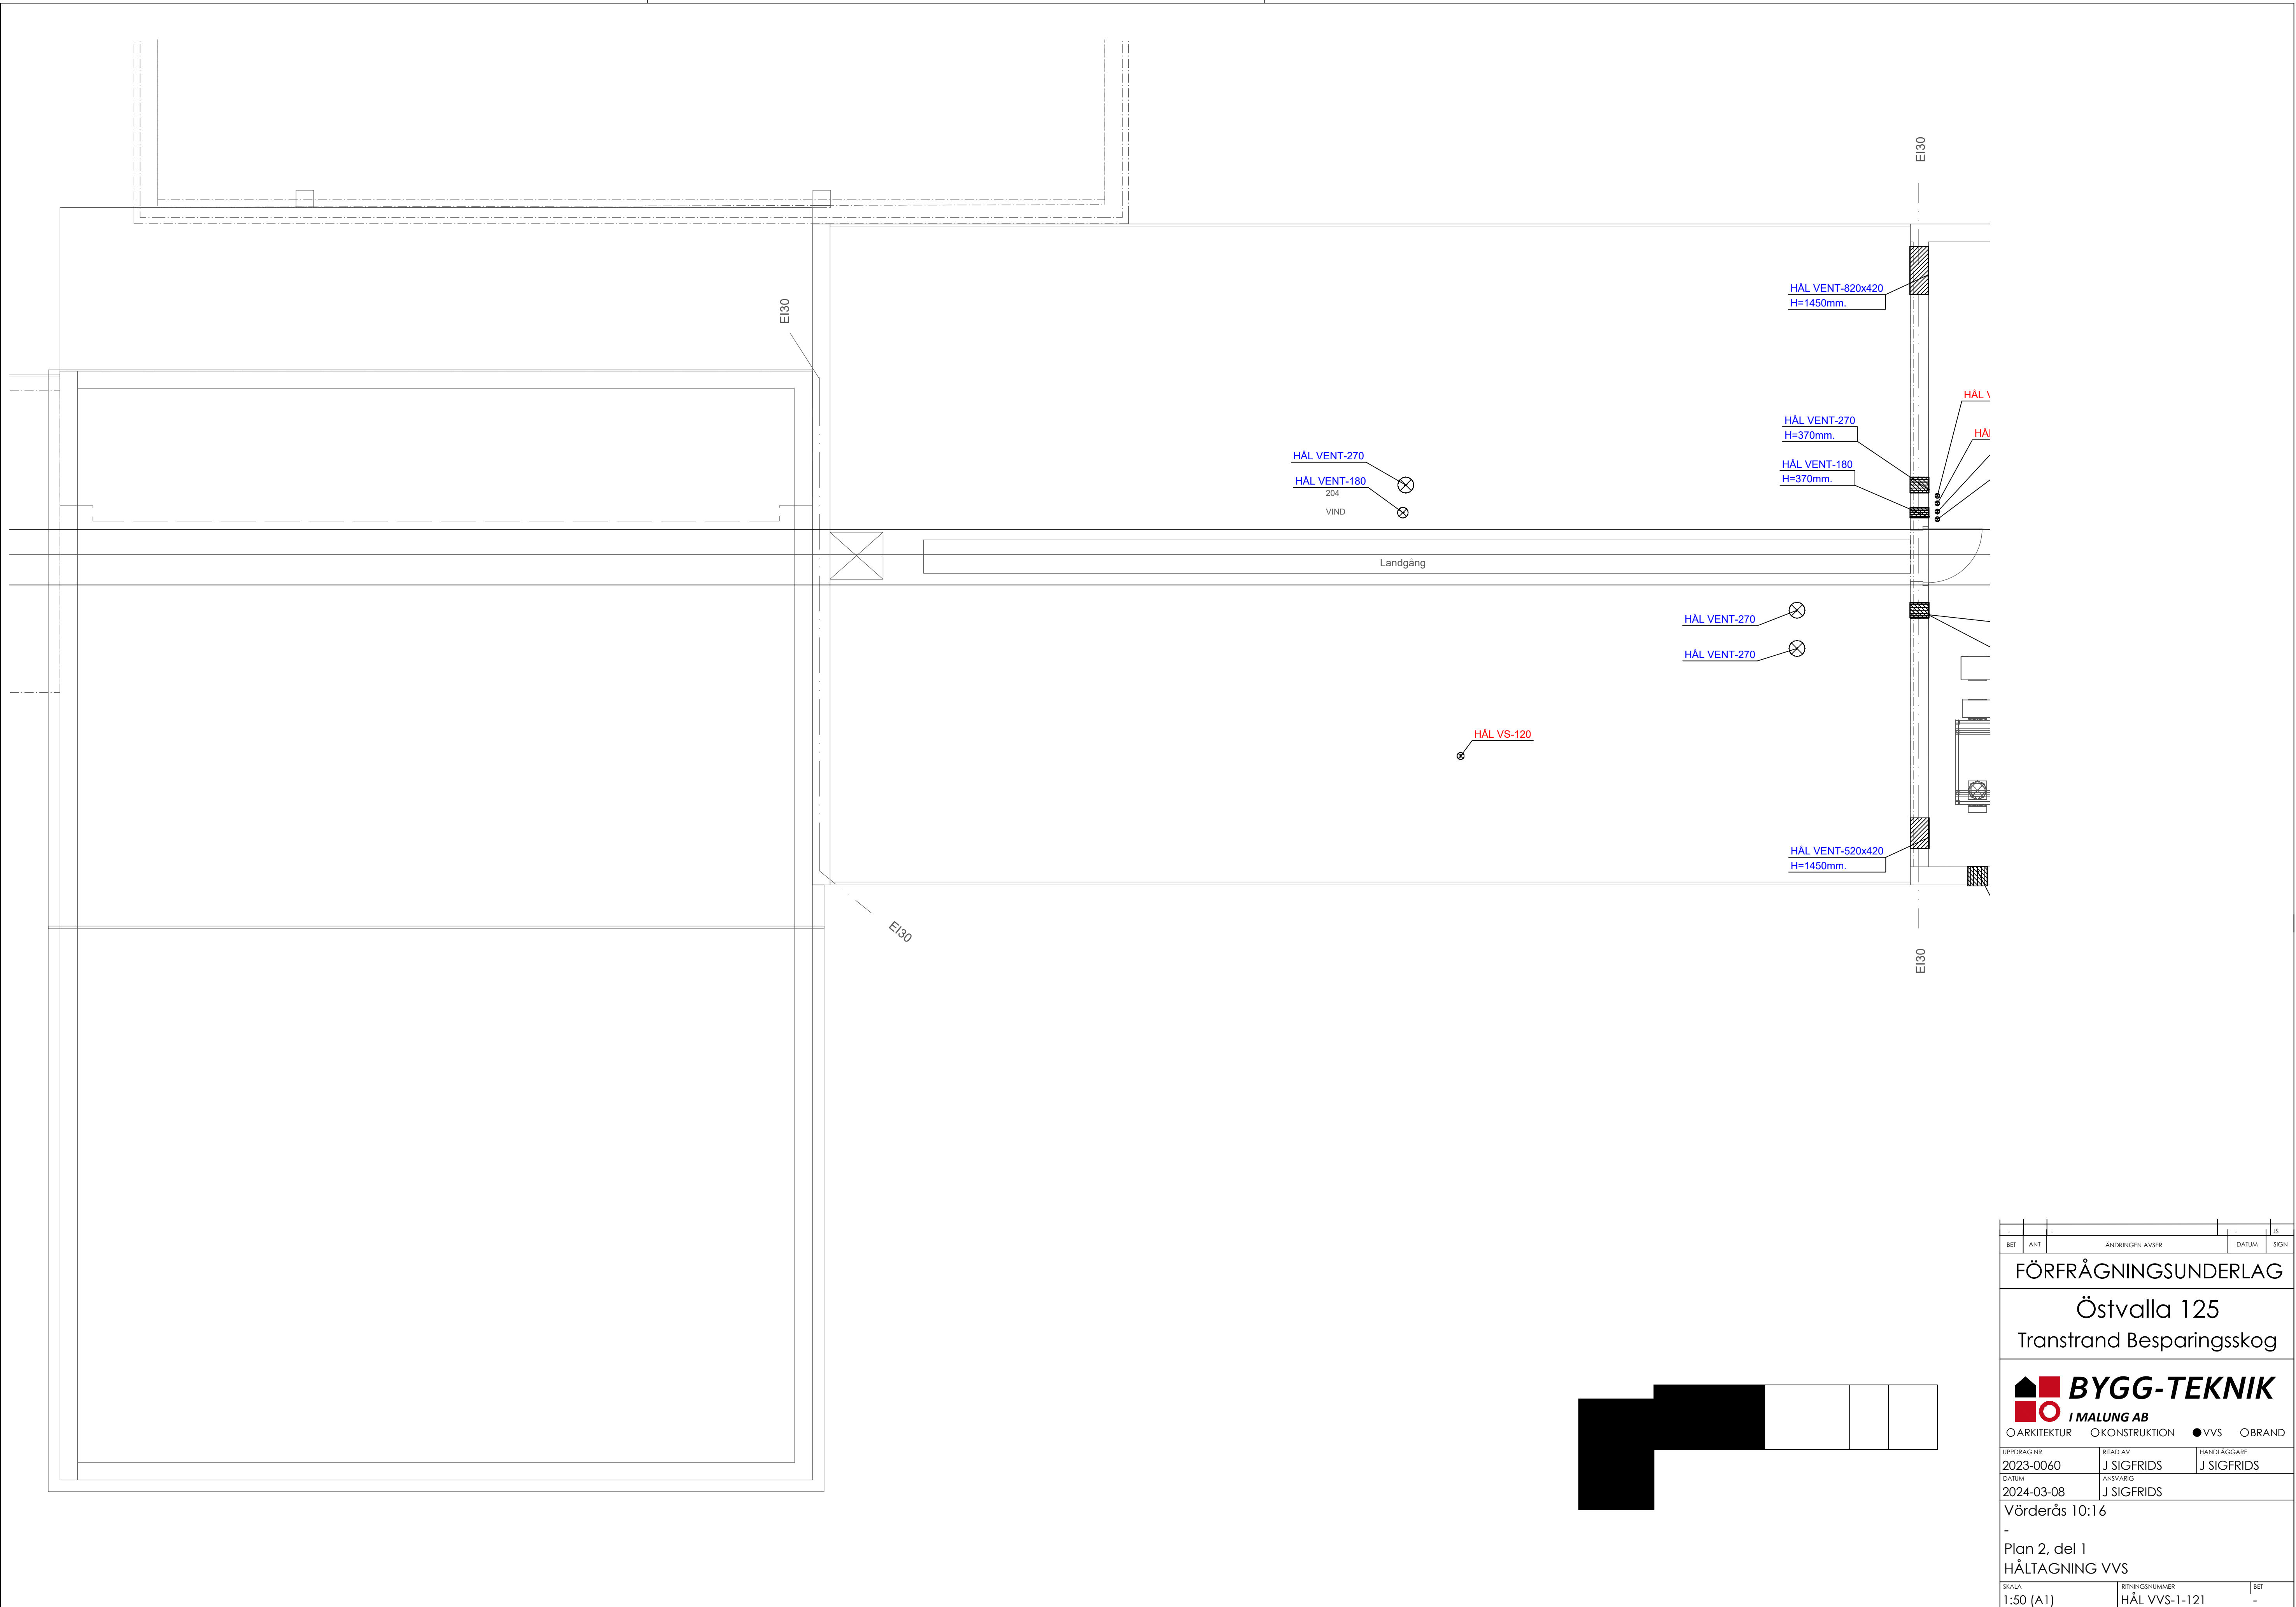 EI30
EI30
HÅL VENT-820x420
H=1450mm.
HÅL V
HÅL VENT-270
H=370mm.
HÅL VENT-270
HÅL VENT-180
H=370mm.
HÅL VENT-180
204
VIND
Landgång
HÅL VENT-270
HÅL VENT-270
HÅL VS-120
HÅL VENT-520x420
H=1450mm.
EI30
EI30
- - - JS
BET ANT ÄNDRINGEN AVSER DATUM SIGN
FÖRFRÅGNINGSUNDERLAG
Östvalla 125
Transtrand Besparingsskog
BYGG-TEKNIK
I MALUNG AB
ARKITEKTUR KONSTRUKTION VVS BRAND
UPPDRAG NR RITAD AV HANDLÄGGARE
2023-0060 J SIGFRIDS J SIGFRIDS
DATUM ANSVARIG
2024-03-08 J SIGFRIDS
Vörderås 10:16
-
Plan 2, del 1
HÅLTAGNING VVS
SKALA RITNINGSNUMMER BET
1:50 (A1) HÅL VVS-1-121 -